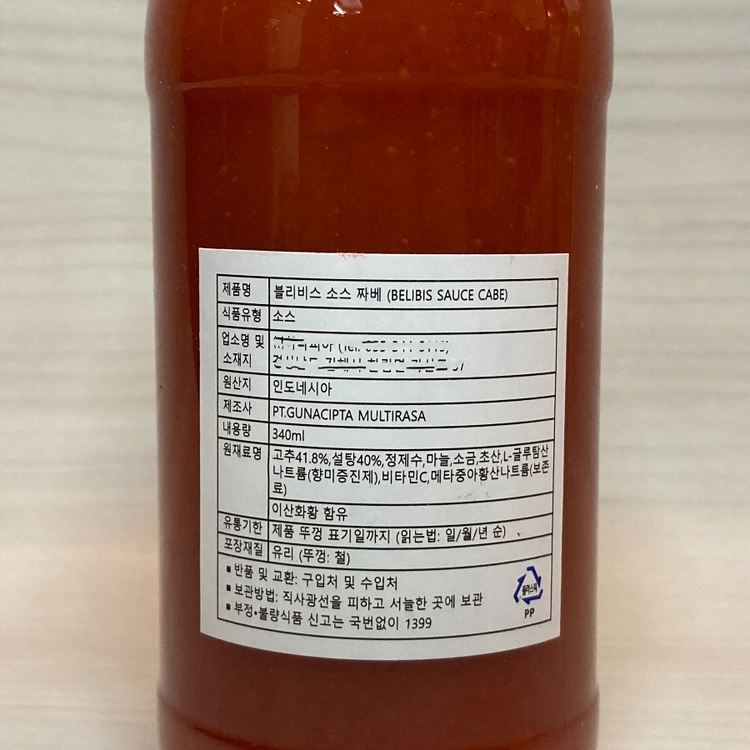 제품명 블리비스 소스 짜베 (BELIBIS SAUCE CABE)
식품유형 소스
업소명 및
소재지
원산지 인도네시아
제조사 PT.GUNACIPTA MULTIRASA
내용량 340ml
원재료명 고추41.8%,설탕40%,정제수,마늘,소금,초산,L-글루탐산
나트륨(향미증진제),비타민C,메타중아황산나트륨(보존
료)
이산화황 함유
유통기한 제품 뚜껑 표기일까지 (읽는법: 일/월/년 순)
포장재질 유리 (뚜껑: 철)
▪ 반품 및 교환: 구입처 및 수입처
▪ 보관방법: 직사광선을 피하고 서늘한 곳에 보관
▪ 부정•불량식품 신고는 국번없이 1399
플라스틱
PP